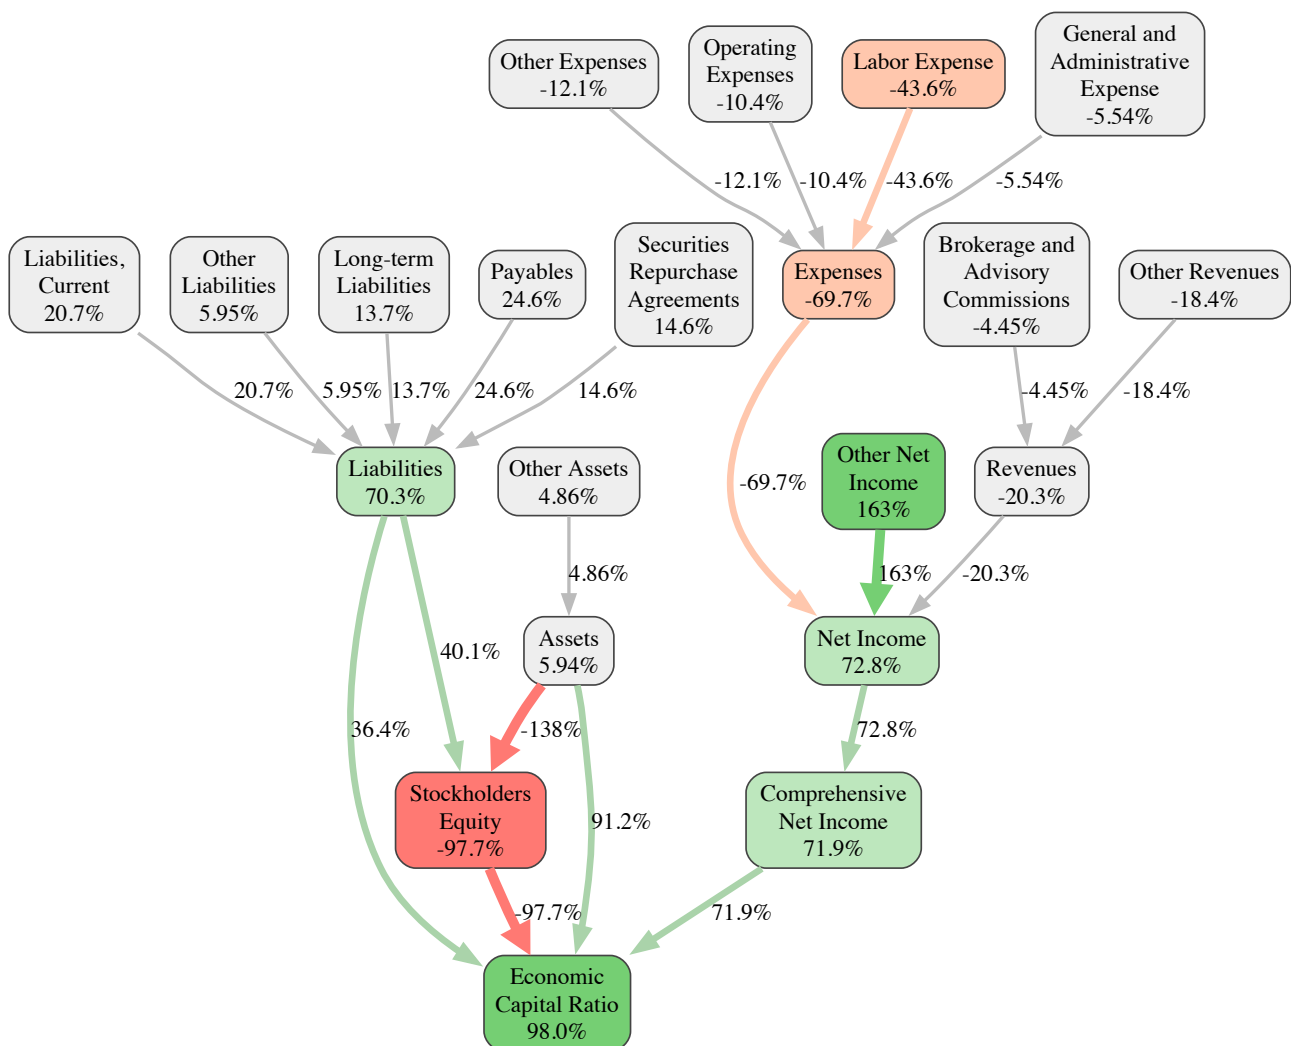 Other Expenses
-12.1%
Operating
Expenses
-10.4%
Labor Expense
-43.6%
General and
Administrative
Expense
-5.54%
-12.1%
-10.4%
-43.6%
-5.54%
Liabilities,
Current
20.7%
Other
Liabilities
5.95%
Long-term
Liabilities
13.7%
Payables
24.6%
Securities
Repurchase
Agreements
14.6%
Expenses
-69.7%
Brokerage and
Advisory
Commissions
-4.45%
Other Revenues
-18.4%
20.7%
5.95%
13.7%
24.6%
14.6%
-4.45%
-18.4%
Liabilities
70.3%
Other Assets
4.86%
-69.7%
Other Net
Income
163%
Revenues
-20.3%
4.86%
163%
-20.3%
Assets
5.94%
Net Income
72.8%
40.1%
36.4%
-138%
72.8%
Stockholders
Equity
-97.7%
91.2%
Comprehensive
Net Income
71.9%
-97.7%
71.9%
Economic
Capital Ratio
98.0%